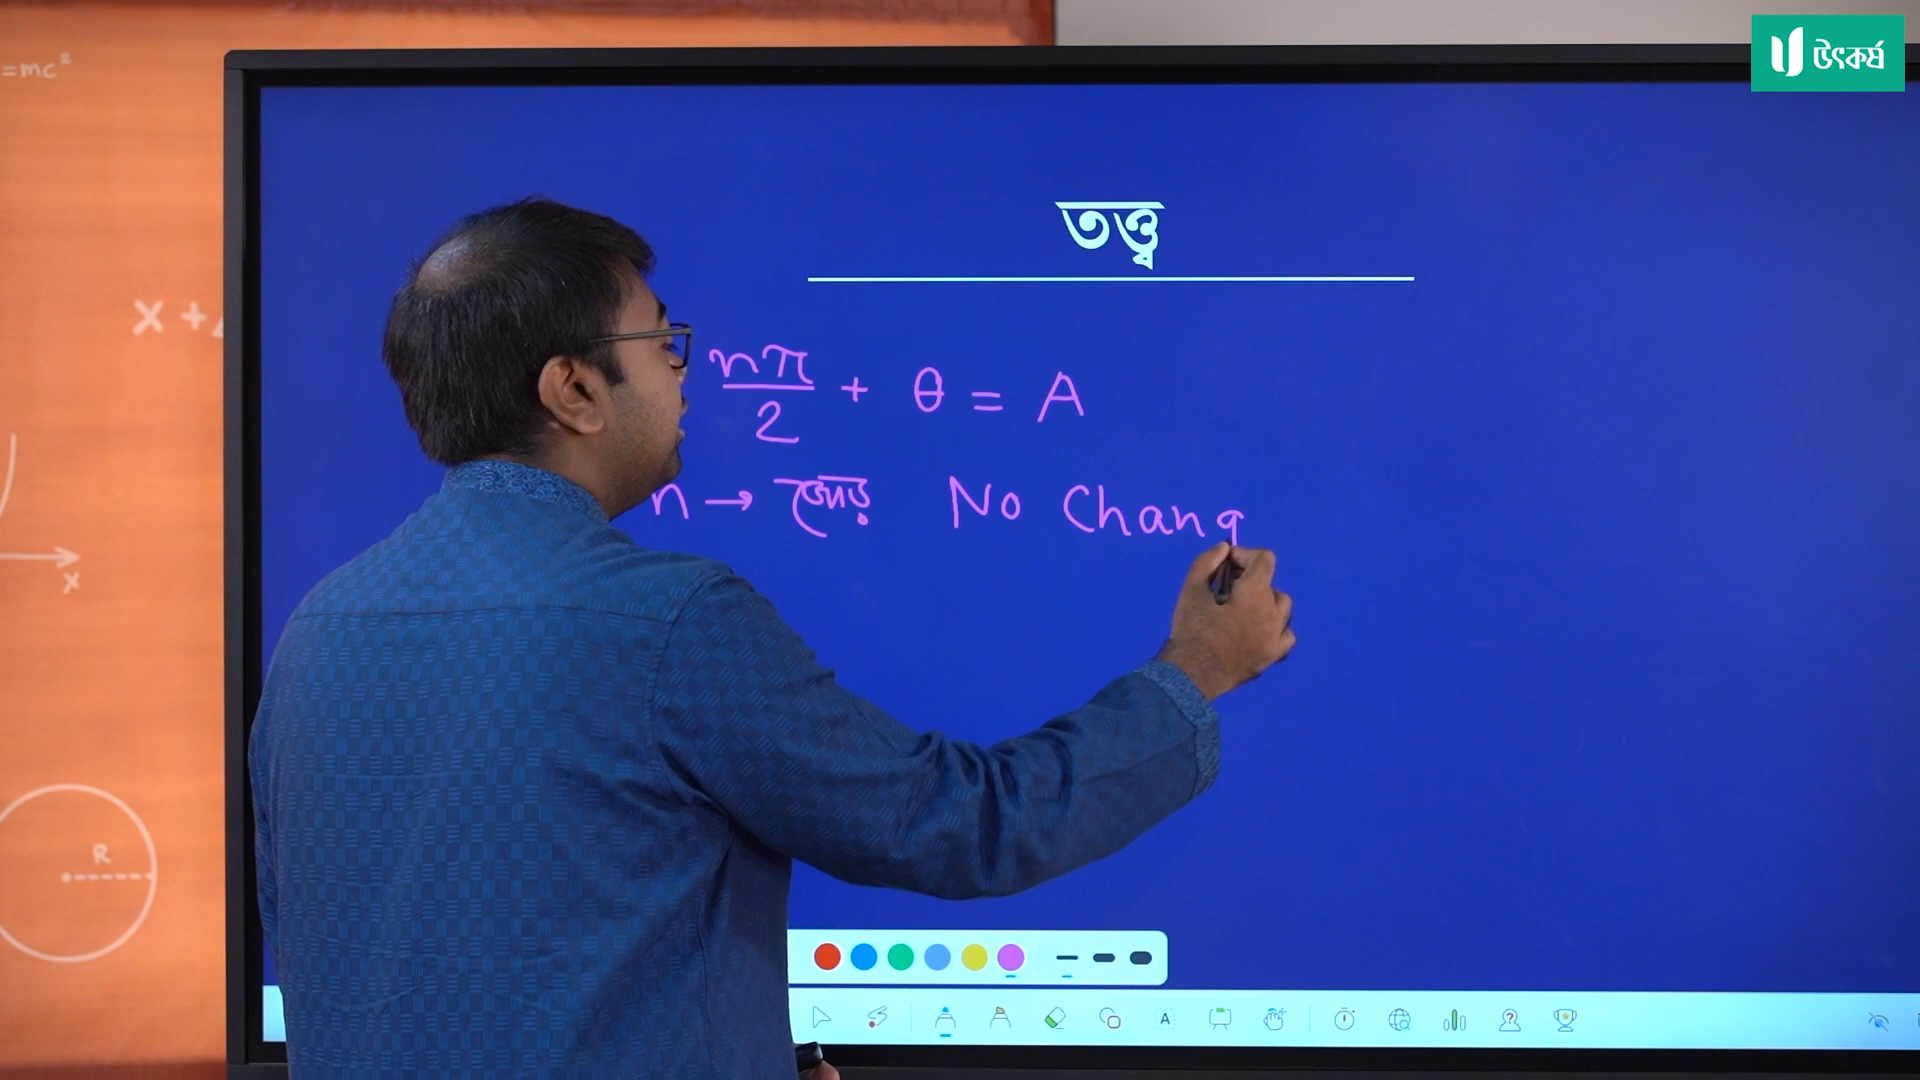 উৎকর্ষ
=mc²
তত্ত্ব
x +
nπ/2 + θ = A
n → জোড় No Chang
x
R
A